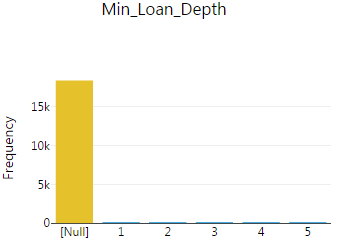 Min_Loan_Depth
Frequency
15k
10k
5k
0
[Null] 1 2 3 4 5